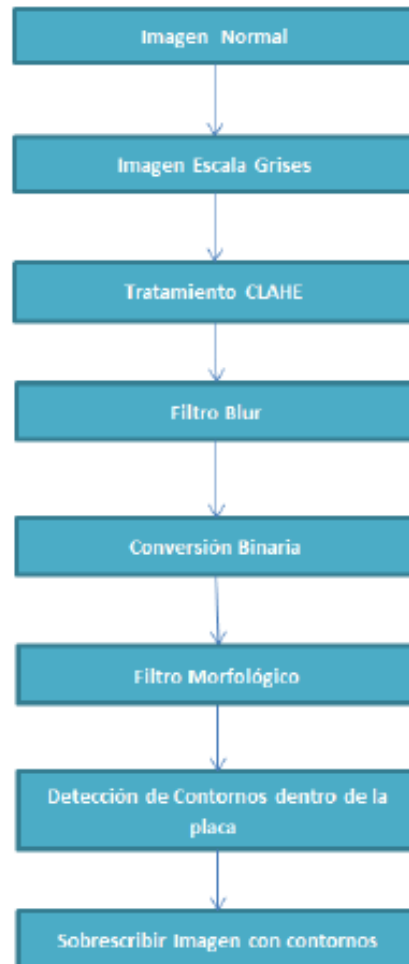 Imagen Normal
Imagen Escala Grises
Tratamiento CLAHE
Filtro Blur
Conversión Binaria
Filtro Morfológico
Detección de Contornos dentro de la
placa
Sobrescribir Imagen con contornos